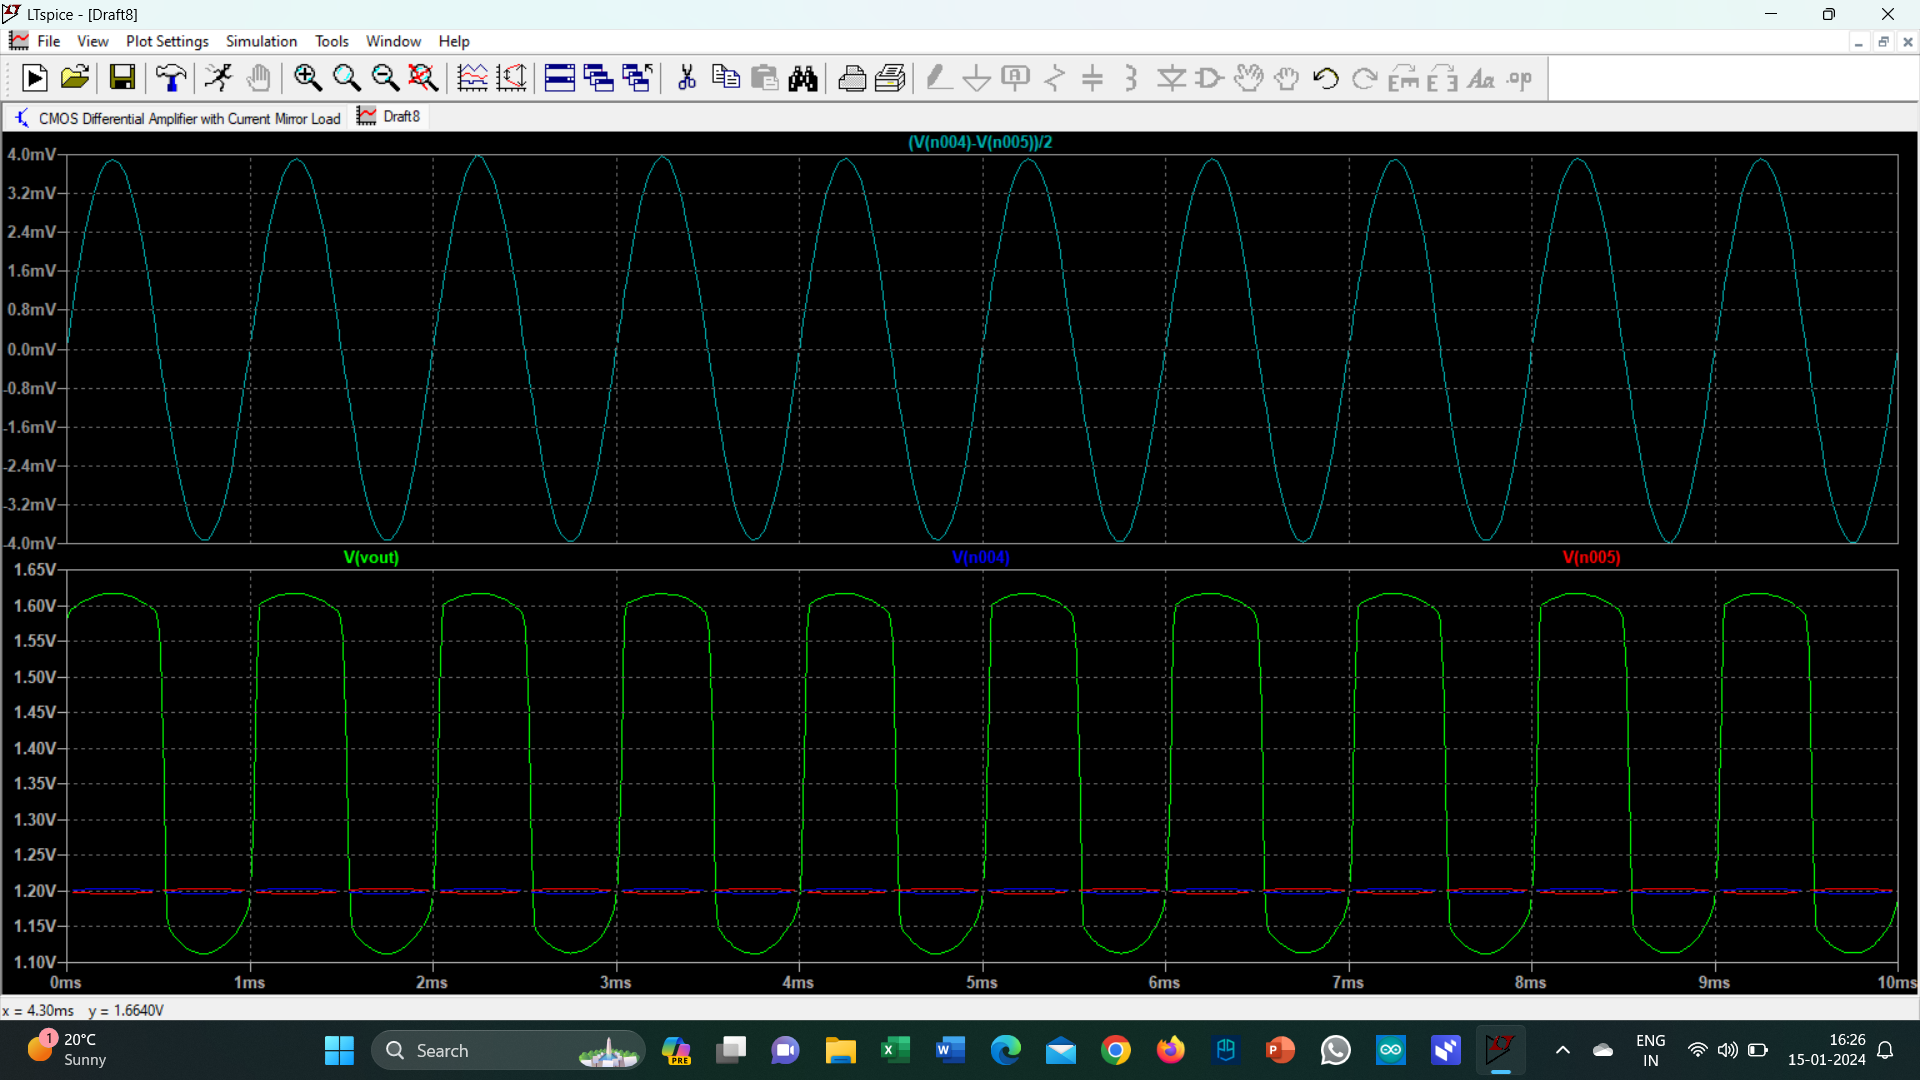 LTspice - [Draft8]
File View Plot Settings Simulation Tools Window Help
Aa .op
CMOS Differential Amplifier with Current Mirror Load Draft8
(V(n004)-V(n005))/2
4.0mV
3.2mV
2.4mV
1.6mV
0.8mV
0.0mV
-0.8mV
-1.6mV
-2.4mV
-3.2mV
-4.0mV
V(vout) V(n004) V(n005)
1.65V
1.60V
1.55V
1.50V
1.45V
1.40V
1.35V
1.30V
1.25V
1.20V
1.15V
1.10V
0ms 1ms 2ms 3ms 4ms 5ms 6ms 7ms 8ms 9ms 10ms
x = 4.30ms y = 1.6640V
1 20°C
Sunny
Search
PRE
ENG
IN
16:26
15-01-2024